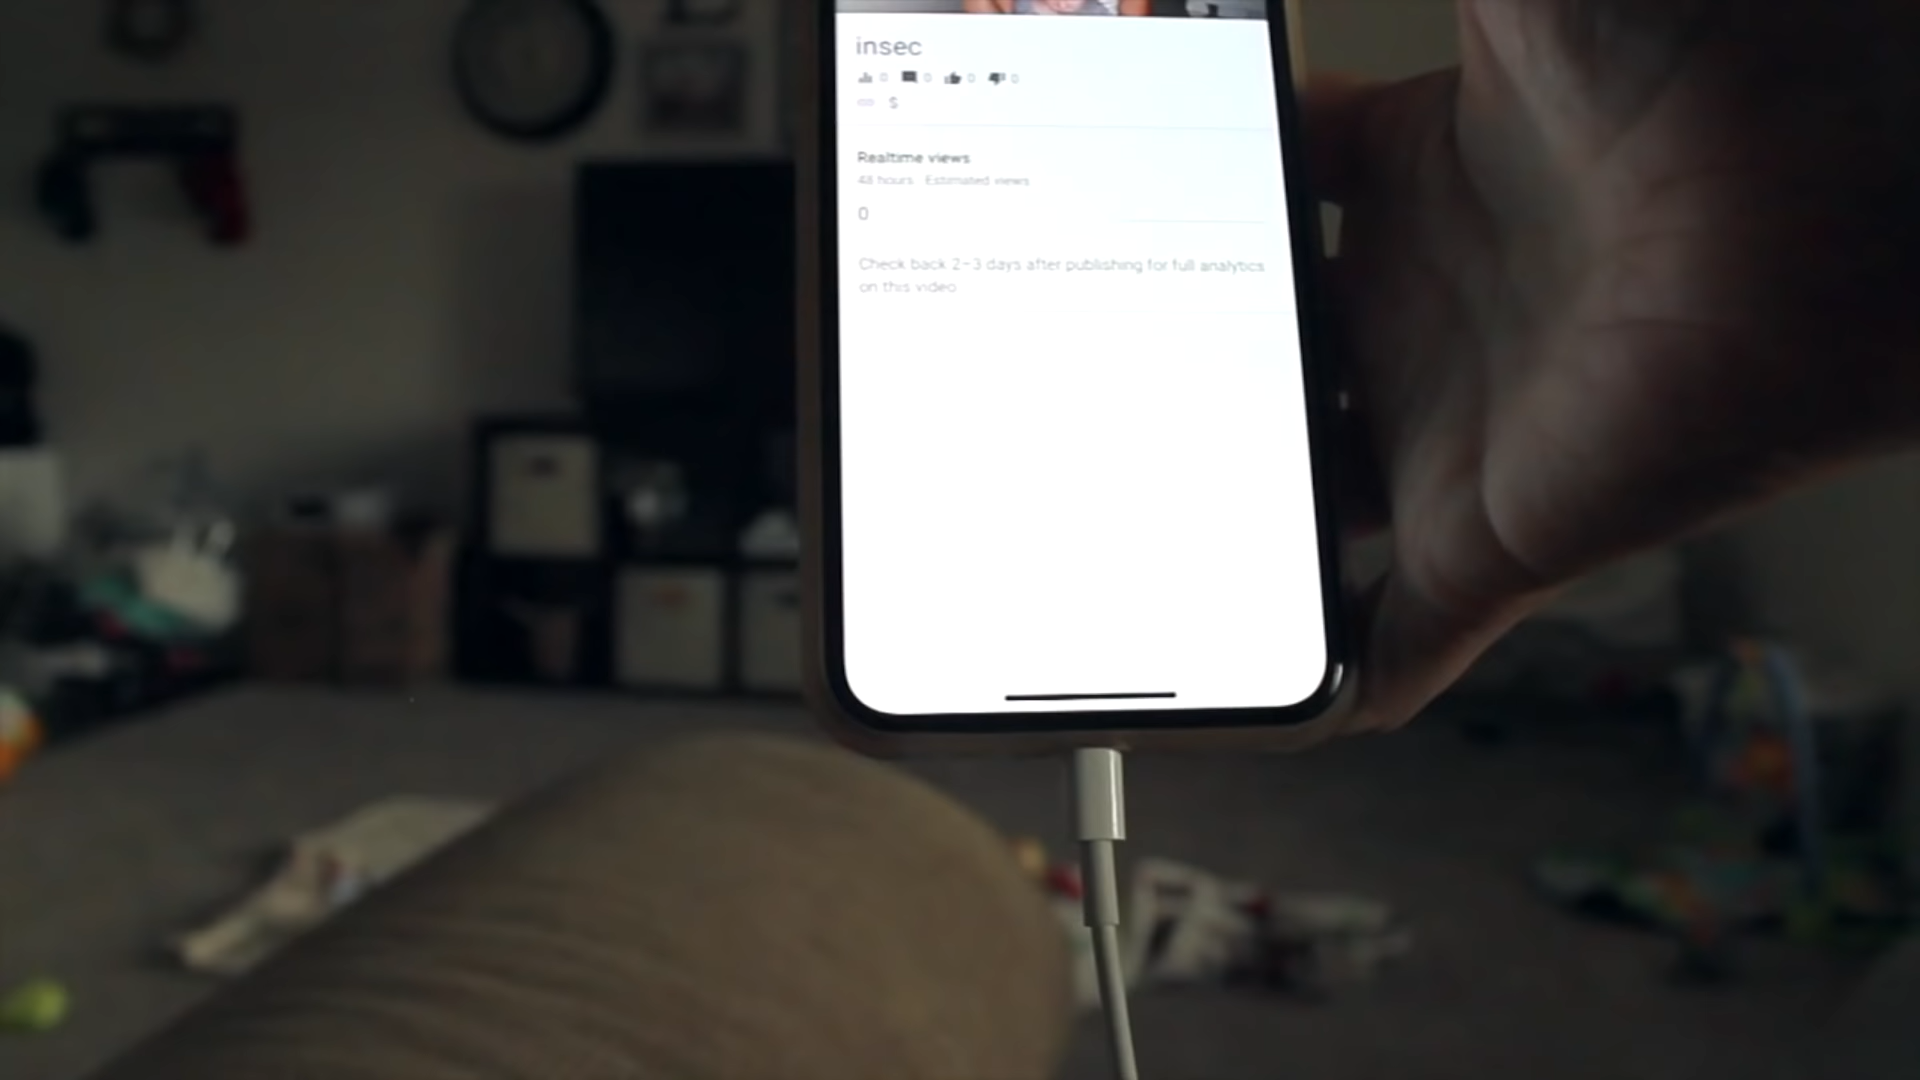 insec
0 0 0 0
$
Realtime views
48 hours · Estimated views
0
Check back 2–3 days after publishing for full analytics
on this video